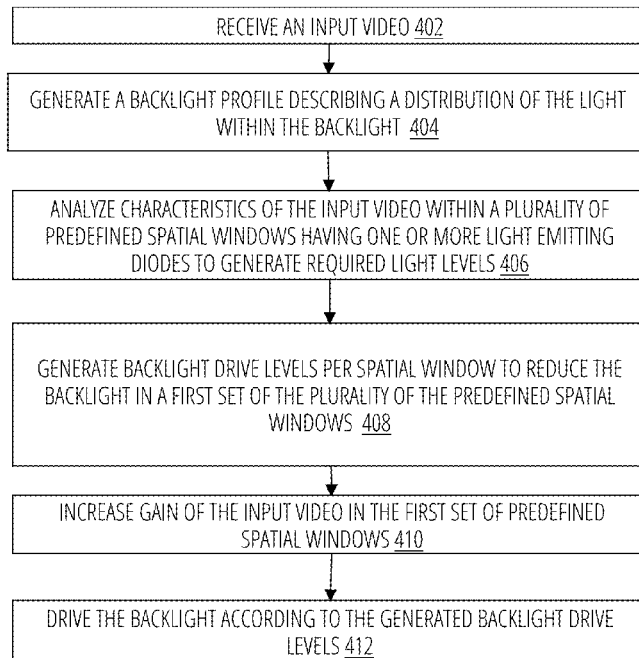 RECEIVE AN INPUT VIDEO 402
GENERATE A BACKLIGHT PROFILE DESCRIBING A DISTRIBUTION OF THE LIGHT
WITHIN THE BACKLIGHT 404
ANALYZE CHARACTERISTICS OF THE INPUT VIDEO WITHIN A PLURALITY OF
PREDEFINED SPATIAL WINDOWS HAVING ONE OR MORE LIGHT EMITTING
DIODES TO GENERATE REQUIRED LIGHT LEVELS 406
GENERATE BACKLIGHT DRIVE LEVELS PER SPATIAL WINDOW TO REDUCE THE
BACKLIGHT IN A FIRST SET OF THE PLURALITY OF THE PREDEFINED SPATIAL
WINDOWS 408
INCREASE GAIN OF THE INPUT VIDEO IN THE FIRST SET OF PREDEFINED
SPATIAL WINDOWS 410
DRIVE THE BACKLIGHT ACCORDING TO THE GENERATED BACKLIGHT DRIVE
LEVELS 412